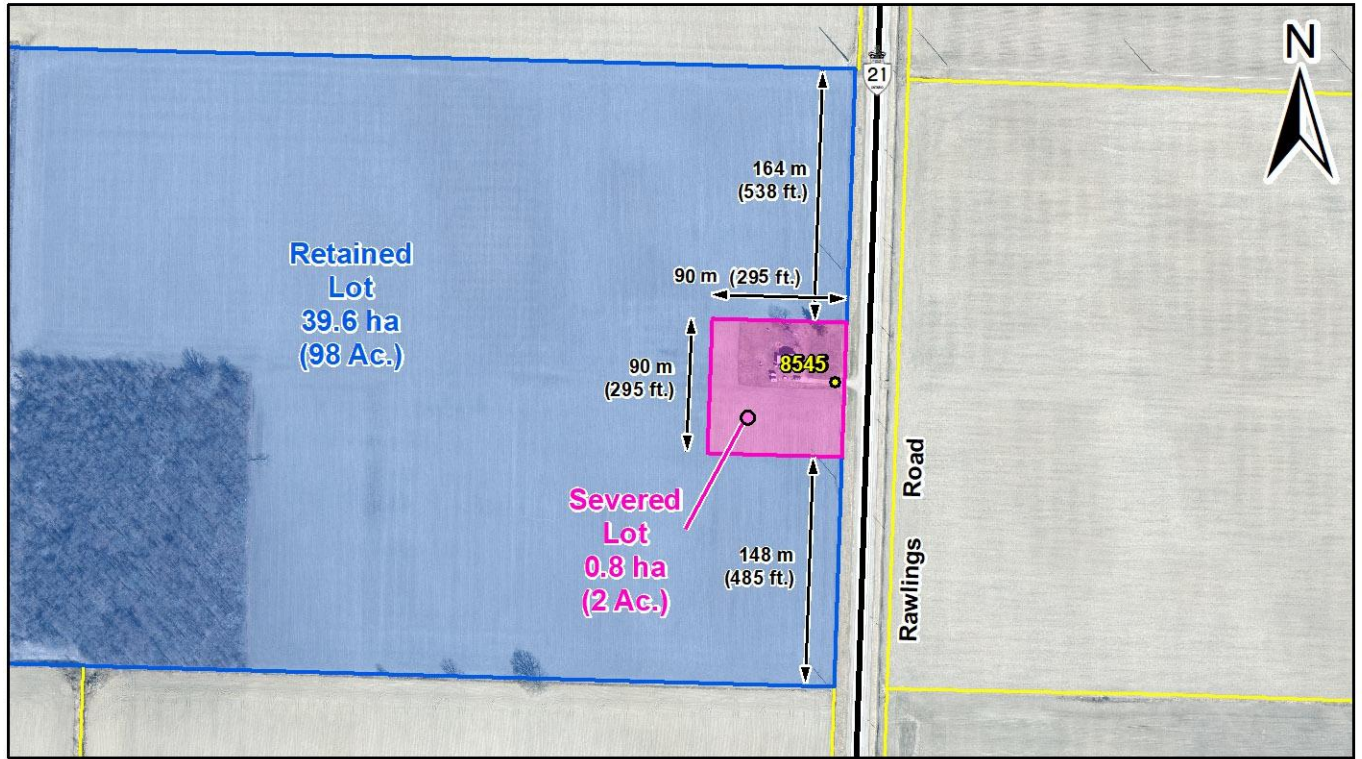 N
21
164 m
(538 ft.)
Retained
Lot
39.6 ha
(98 Ac.)
90 m (295 ft.)
90 m
(295 ft.)
8545
Severed
Lot
0.8 ha
(2 Ac.)
148 m
(485 ft.)
Rawlings Road